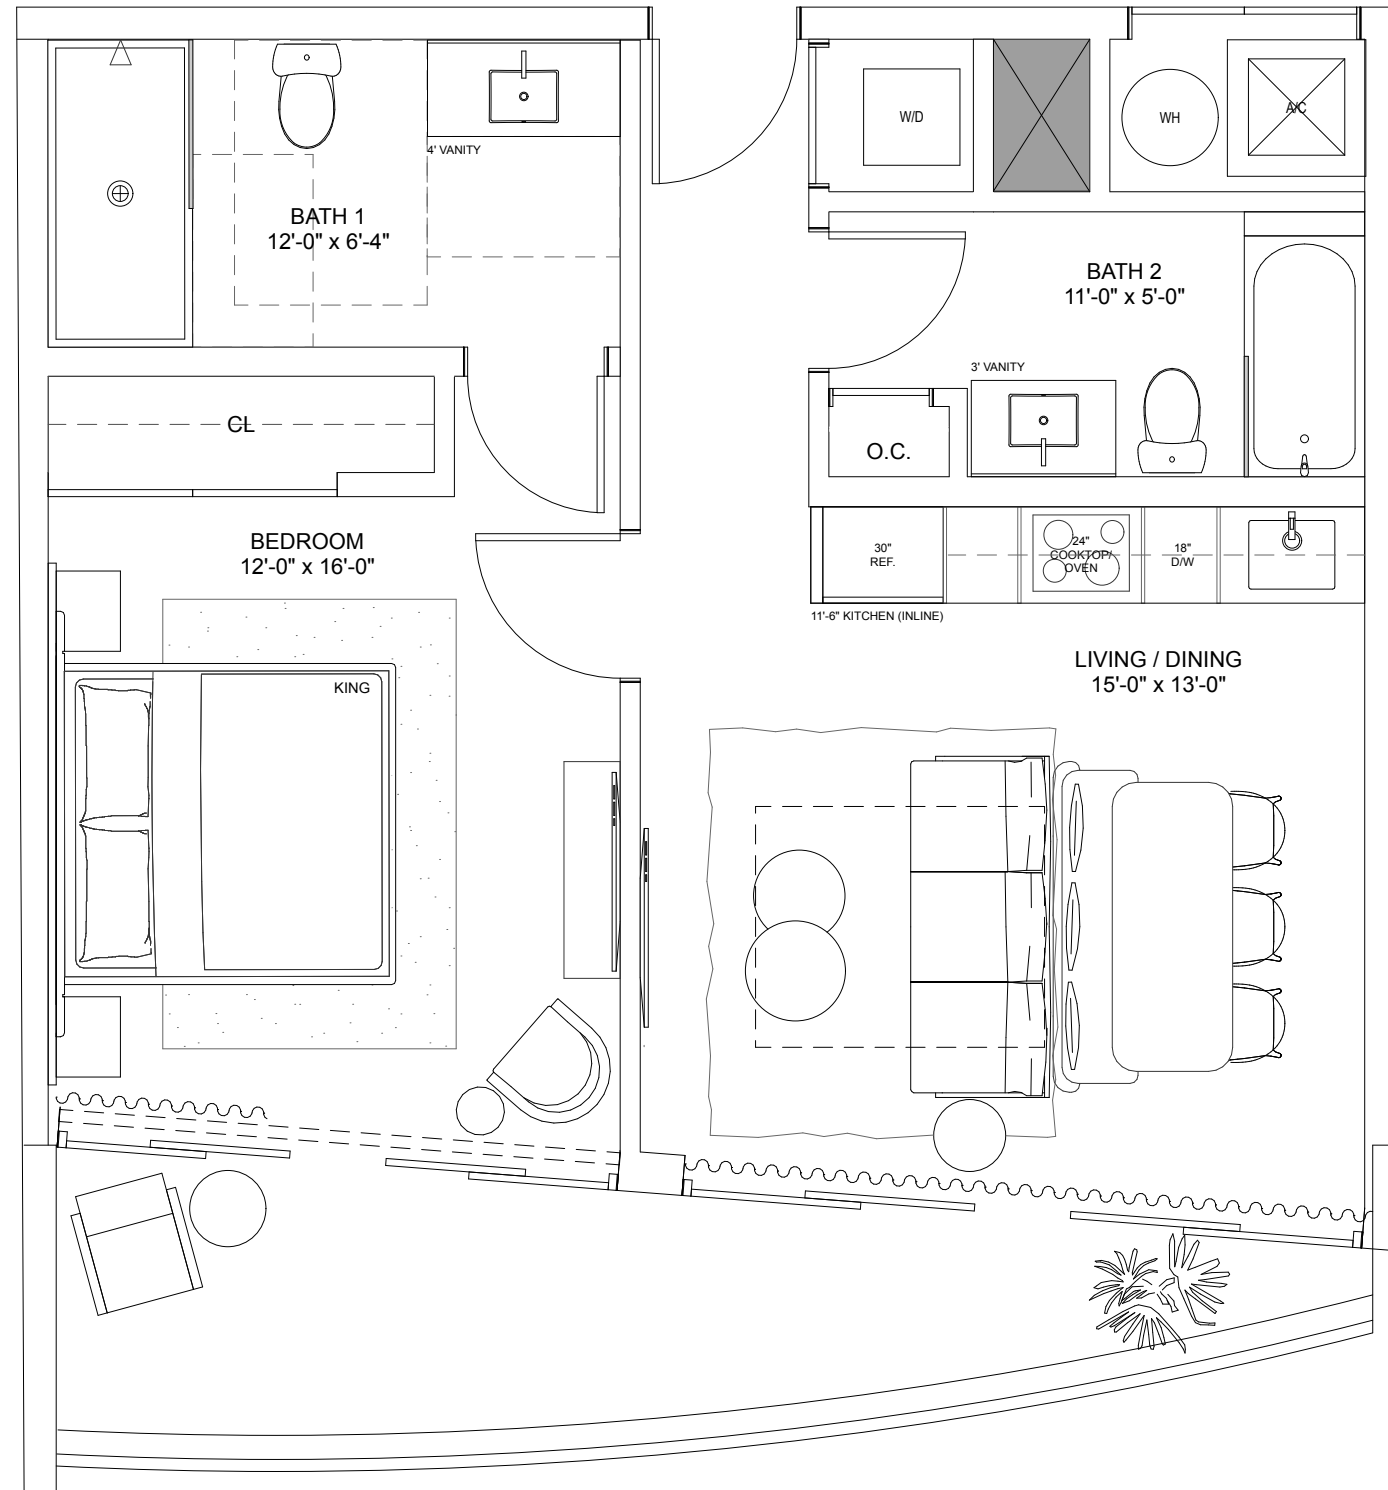 W/D
WH
A/C
4' VANITY
BATH 1
12'-0" x 6'-4"
BATH 2
11'-0" x 5'-0"
3' VANITY
CL
O.C.
BEDROOM
12'-0" x 16'-0"
30"
REF.
24"
COOKTOP/
OVEN
18"
D/W
11'-6" KITCHEN (INLINE)
LIVING / DINING
15'-0" x 13'-0"
KING